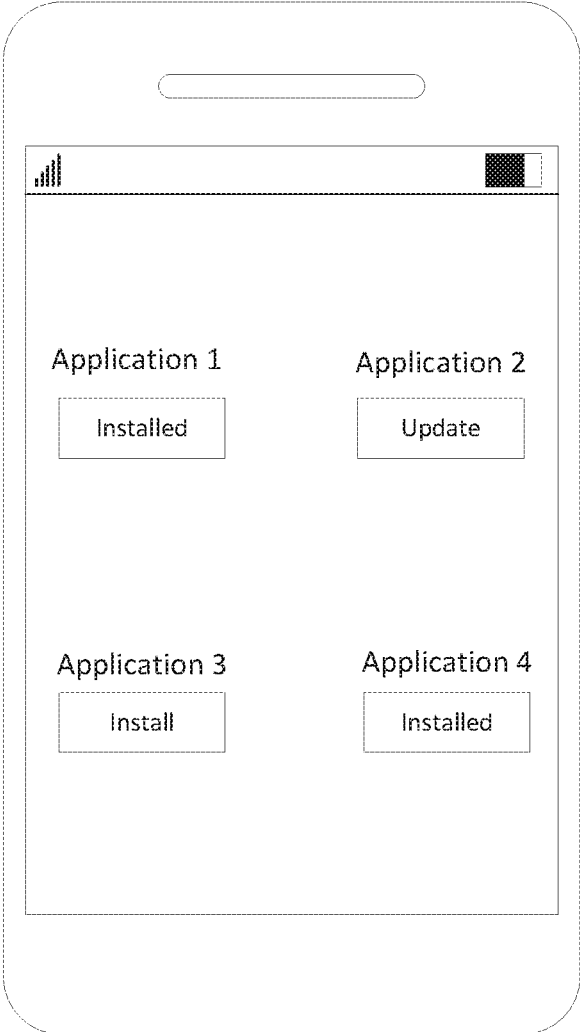 Application 1
Application 2
Installed
Update
Application 3
Application 4
Install
Installed